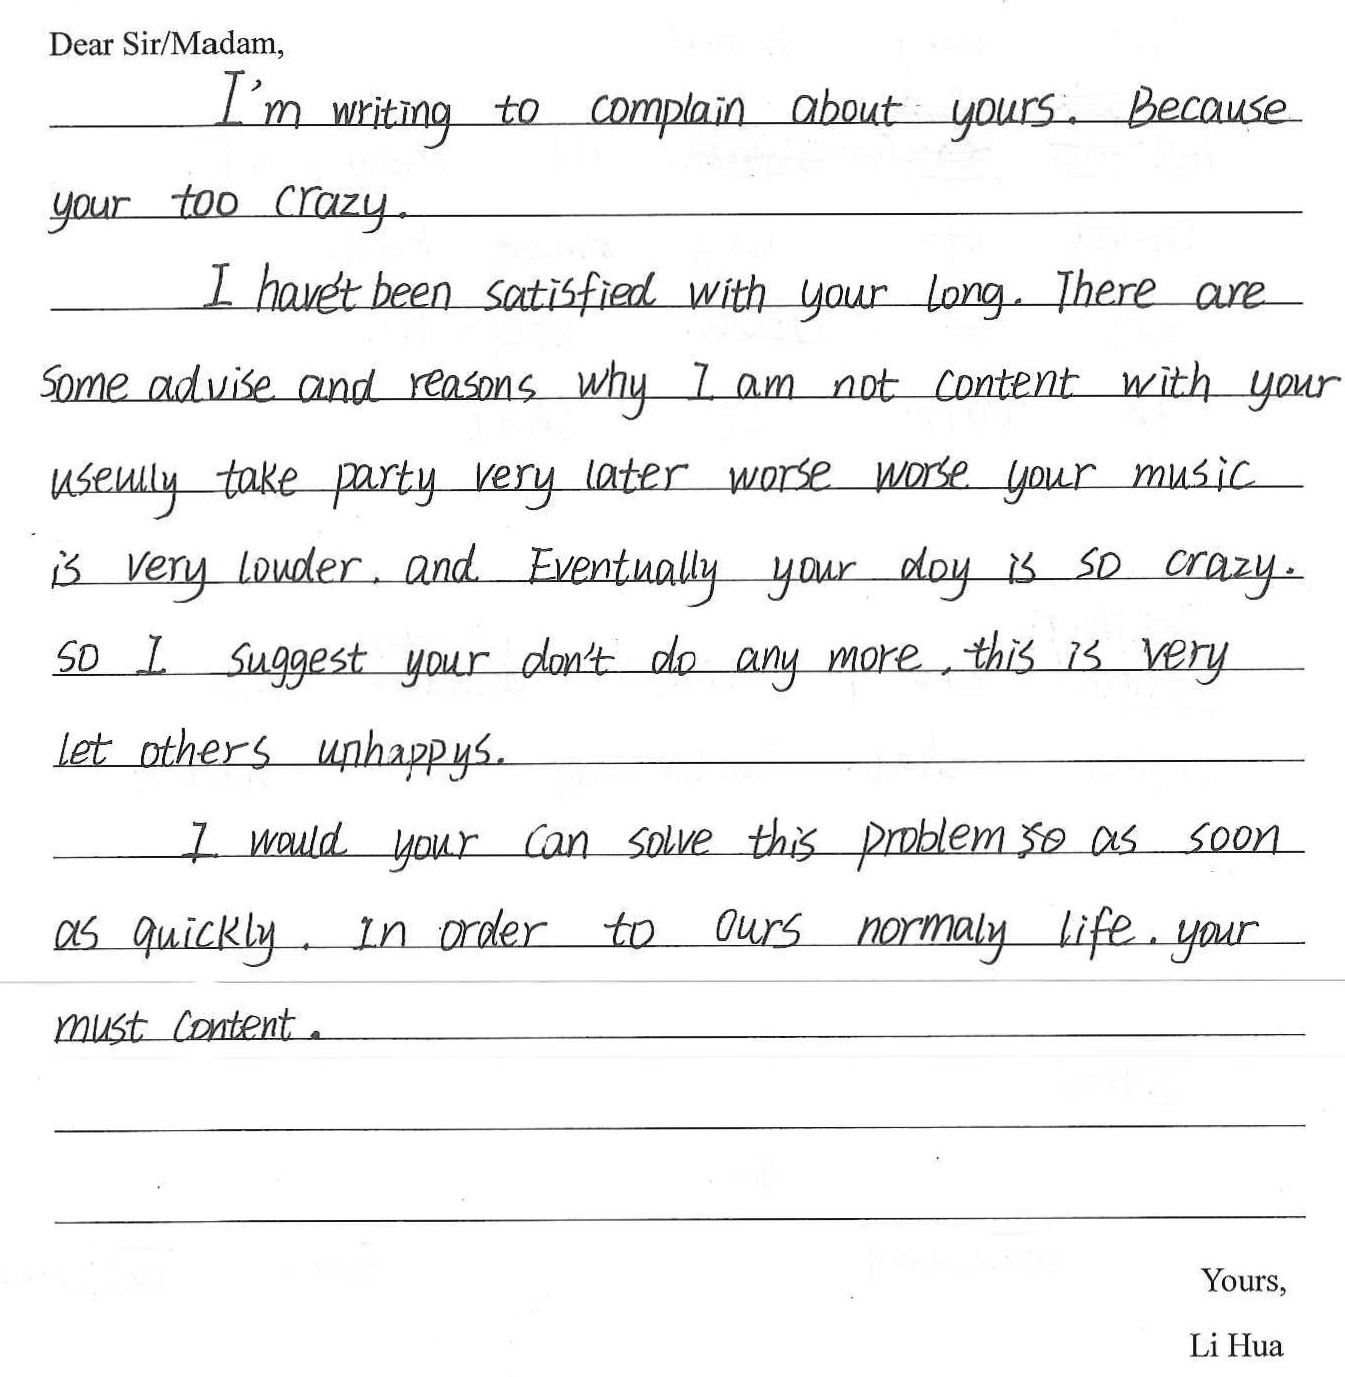 Dear Sir/Madam,
I'm writing to complain about yours. Because
your too crazy.
I have't been satisfied with your long. There are
some advise and reasons why I am not content with your
useully take party very later worse worse your music
is very louder. and Eventually your doy is so crazy.
so I suggest your don't do any more, this is very
let others unhappys.
I would your can solve this problem so as soon
as quickly. In order to ours normaly life. your
must content.
Yours,
Li Hua